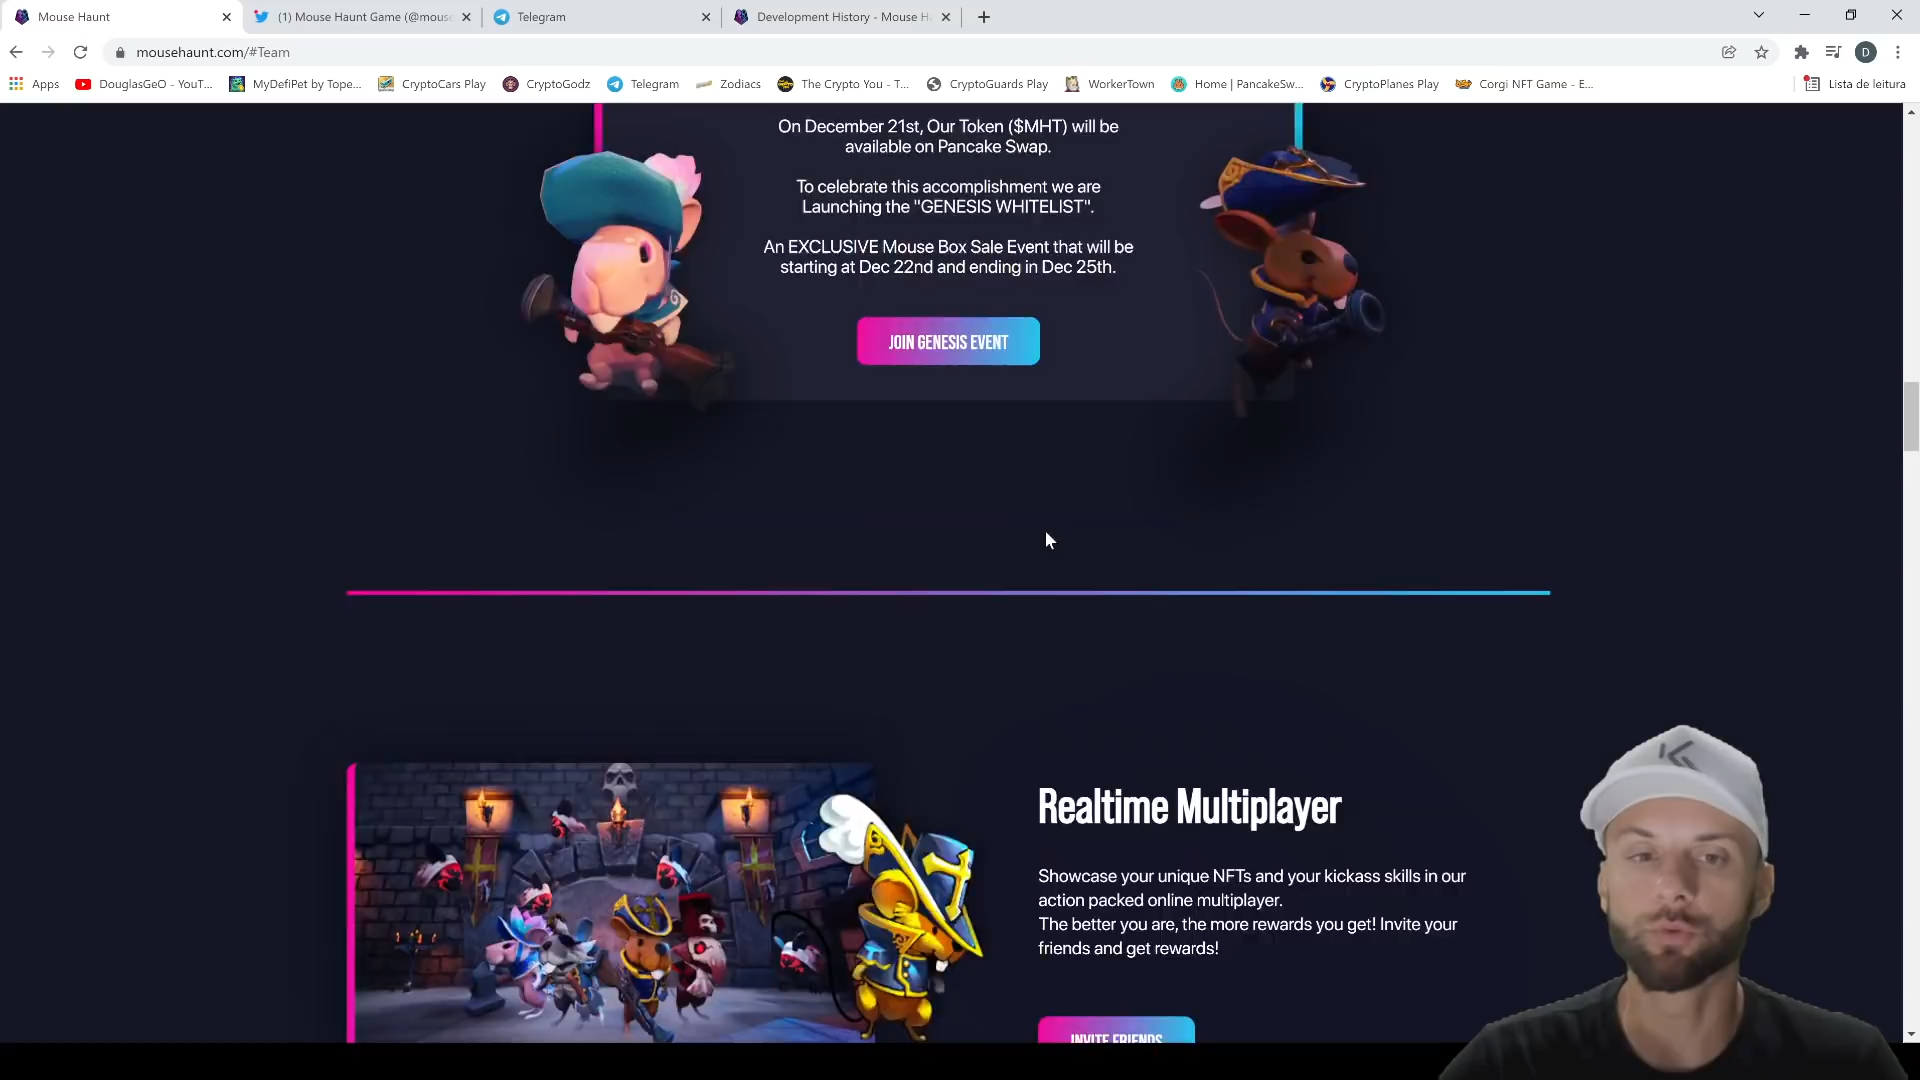 Mouse Haunt
(1) Mouse Haunt Game (@mouse
Telegram
Development History - Mouse H
mousehaunt.com/#Team
D
Apps
DouglasGeO - YouT...
MyDefiPet by Tope...
CryptoCars Play
CryptoGodz
Telegram
Zodiacs
The Crypto You - T...
CryptoGuards Play
WorkerTown
Home | PancakeSw...
CryptoPlanes Play
Corgi NFT Game - E...
Lista de leitura
On December 21st, Our Token ($MHT) will be
available on Pancake Swap.
To celebrate this accomplishment we are
Launching the "GENESIS WHITELIST".
An EXCLUSIVE Mouse Box Sale Event that will be
starting at Dec 22nd and ending in Dec 25th.
JOIN GENESIS EVENT
Realtime Multiplayer
Showcase your unique NFTs and your kickass skills in our
action packed online multiplayer.
The better you are, the more rewards you get! Invite your
friends and get rewards!
INVITE FRIENDS